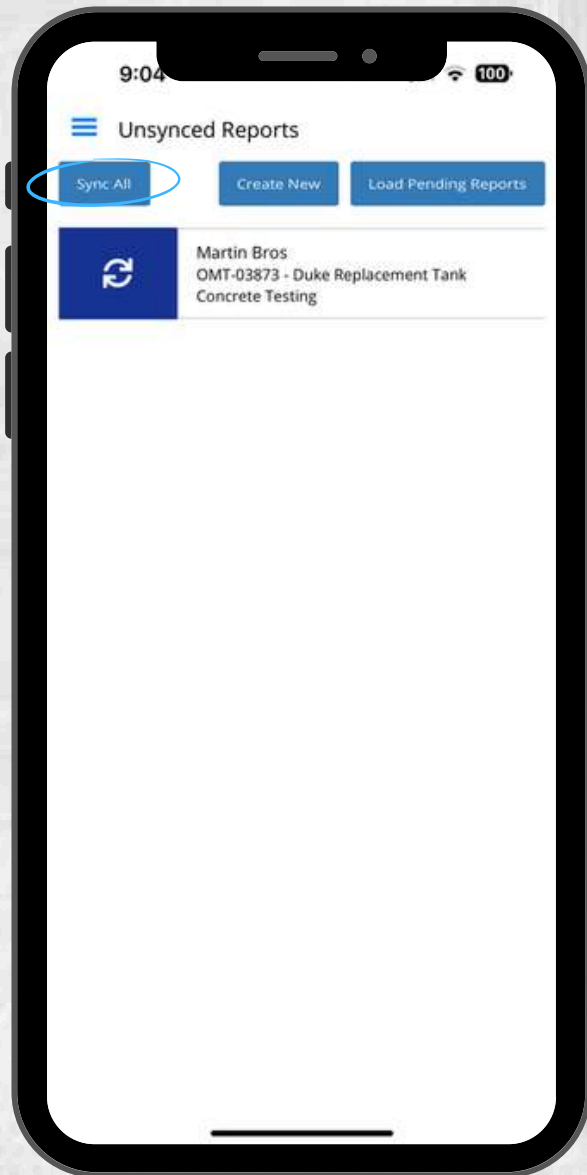 9:04
100
Unsynced Reports
Sync All
Create New
Load Pending Reports
Martin Bros
OMT-03873 - Duke Replacement Tank
Concrete Testing